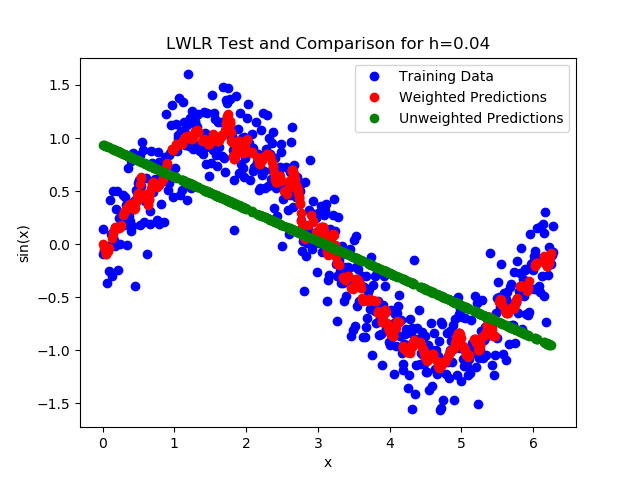 LWLR Test and Comparison for h=0.04
Training Data
Weighted Predictions
Unweighted Predictions
1.5
1.0
0.5
0.0
−0.5
−1.0
−1.5
sin(x)
0 1 2 3 4 5 6
x